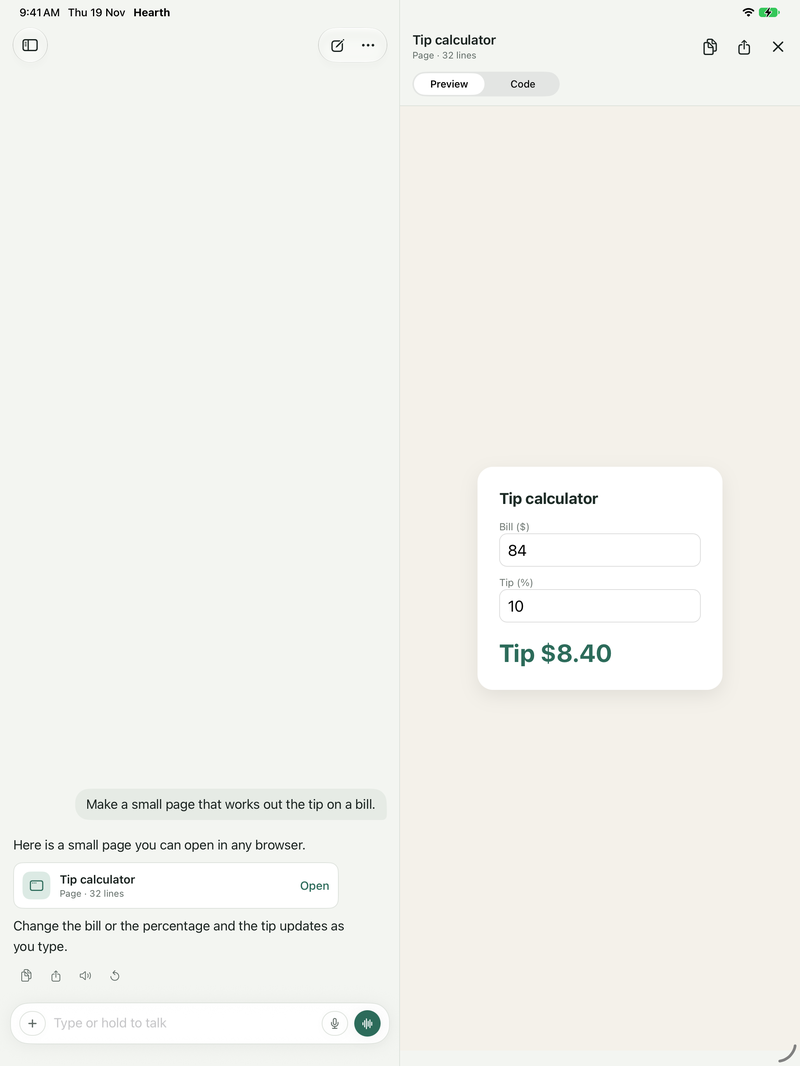 9:41 AM Thu 19 Nov Hearth
Make a small page that works out the tip on a bill.
Here is a small page you can open in any browser.
Tip calculator
Page · 32 lines
Open
Change the bill or the percentage and the tip updates as
you type.
Type or hold to talk
Tip calculator
Page · 32 lines
Preview Code
Tip calculator
Bill ($)
84
Tip (%)
10
Tip $8.40